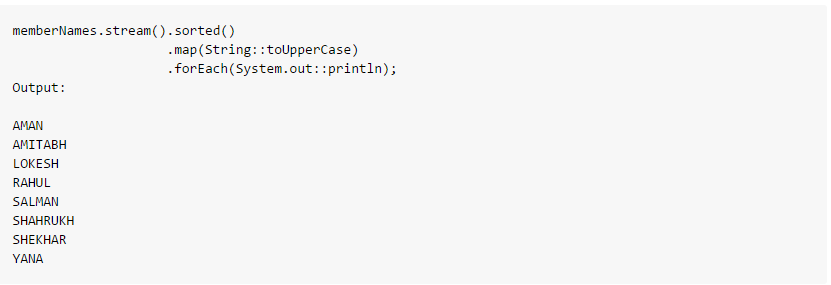 memberNames.stream().sorted()
.map(String::toUpperCase)
.forEach(System.out::println);
Output:
AMAN
AMITABH
LOKESH
RAHUL
SALMAN
SHAHRUKH
SHEKHAR
YANA